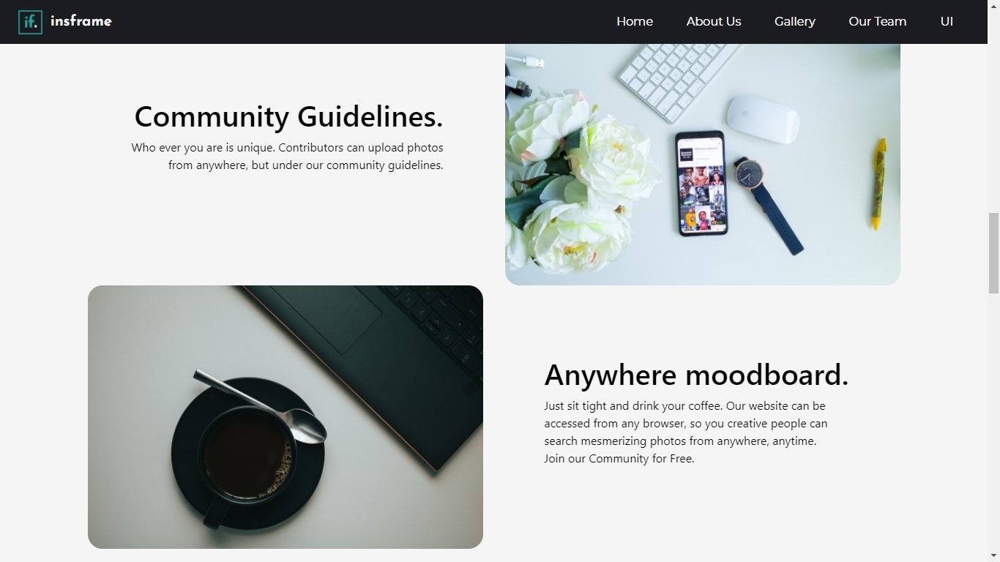 if. insframe
Home About Us Gallery Our Team UI
Community Guidelines.
Who ever you are is unique. Contributors can upload photos
from anywhere, but under our community guidelines.
Anywhere moodboard.
Just sit tight and drink your coffee. Our website can be
accessed from any browser, so you creative people can
search mesmerizing photos from anywhere, anytime.
Join our Community for Free.